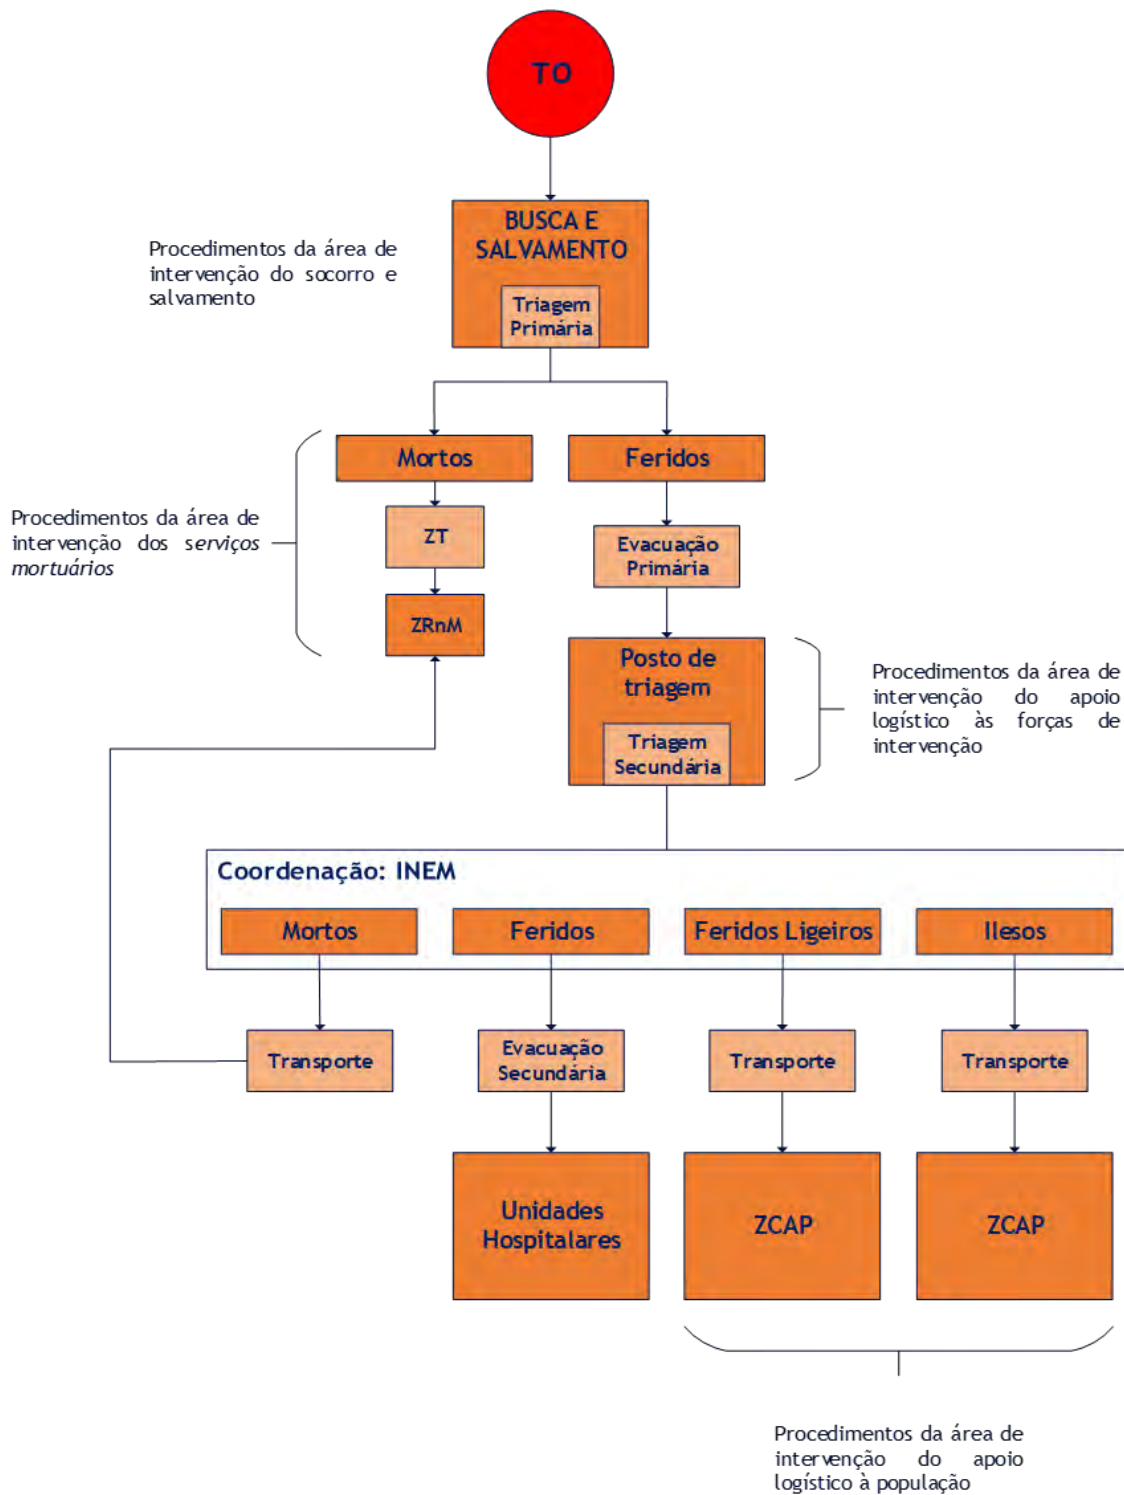 TO
BUSCA E
SALVAMENTO
Triagem
Primária
Procedimentos da área de
intervenção do socorro e
salvamento
Mortos
Feridos
ZT
Evacuação
Primária
Procedimentos da área de
intervenção dos serviços
mortuários
ZRnM
Posto de
triagem
Triagem
Secundária
Procedimentos da área de
intervenção do apoio
logístico às forças de
intervenção
Coordenação: INEM
Mortos
Feridos
Feridos Ligeiros
Ilesos
Transporte
Evacuação
Secundária
Transporte
Transporte
Unidades
Hospitalares
ZCAP
ZCAP
Procedimentos da área de
intervenção do apoio
logístico à população